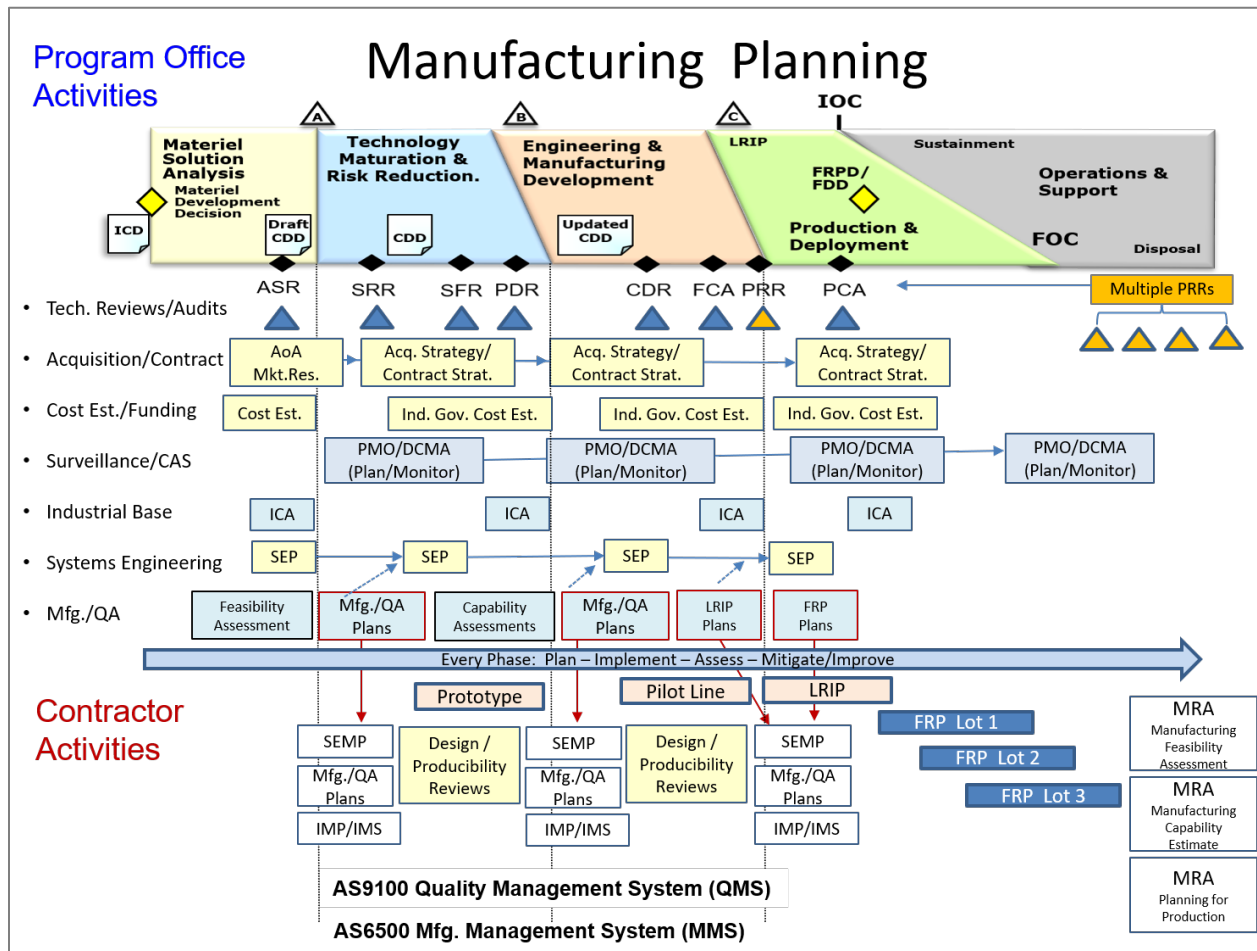 Program Office
Activities
Manufacturing Planning
A
B
C
IOC
Materiel
Solution
Analysis
Materiel
Development
Decision
ICD
Draft
CDD
Technology
Maturation &
Risk Reduction.
CDD
Engineering &
Manufacturing
Development
Updated
CDD
LRIP
FRPD/
FDD
Production &
Deployment
Sustainment
Operations &
Support
FOC
Disposal
ASR
SRR
SFR
PDR
CDR
FCA
PRR
PCA
Multiple PRRs
• Tech. Reviews/Audits
• Acquisition/Contract
AoA
Mkt.Res.
Acq. Strategy/
Contract Strat.
Acq. Strategy/
Contract Strat.
Acq. Strategy/
Contract Strat.
• Cost Est./Funding
Cost Est.
Ind. Gov. Cost Est.
Ind. Gov. Cost Est.
Ind. Gov. Cost Est.
• Surveillance/CAS
PMO/DCMA
(Plan/Monitor)
PMO/DCMA
(Plan/Monitor)
PMO/DCMA
(Plan/Monitor)
PMO/DCMA
(Plan/Monitor)
• Industrial Base
ICA
ICA
ICA
ICA
• Systems Engineering
SEP
SEP
SEP
SEP
• Mfg./QA
Feasibility
Assessment
Mfg./QA
Plans
Capability
Assessments
Mfg./QA
Plans
LRIP
Plans
FRP
Plans
Every Phase: Plan – Implement – Assess – Mitigate/Improve
Contractor
Activities
Prototype
Pilot Line
LRIP
FRP Lot 1
FRP Lot 2
FRP Lot 3
SEMP
Mfg./QA
Plans
IMP/IMS
Design /
Producibility
Reviews
SEMP
Mfg./QA
Plans
IMP/IMS
Design /
Producibility
Reviews
SEMP
Mfg./QA
Plans
IMP/IMS
MRA
Manufacturing
Feasibility
Assessment
MRA
Manufacturing
Capability
Estimate
MRA
Planning for
Production
AS9100 Quality Management System (QMS)
AS6500 Mfg. Management System (MMS)